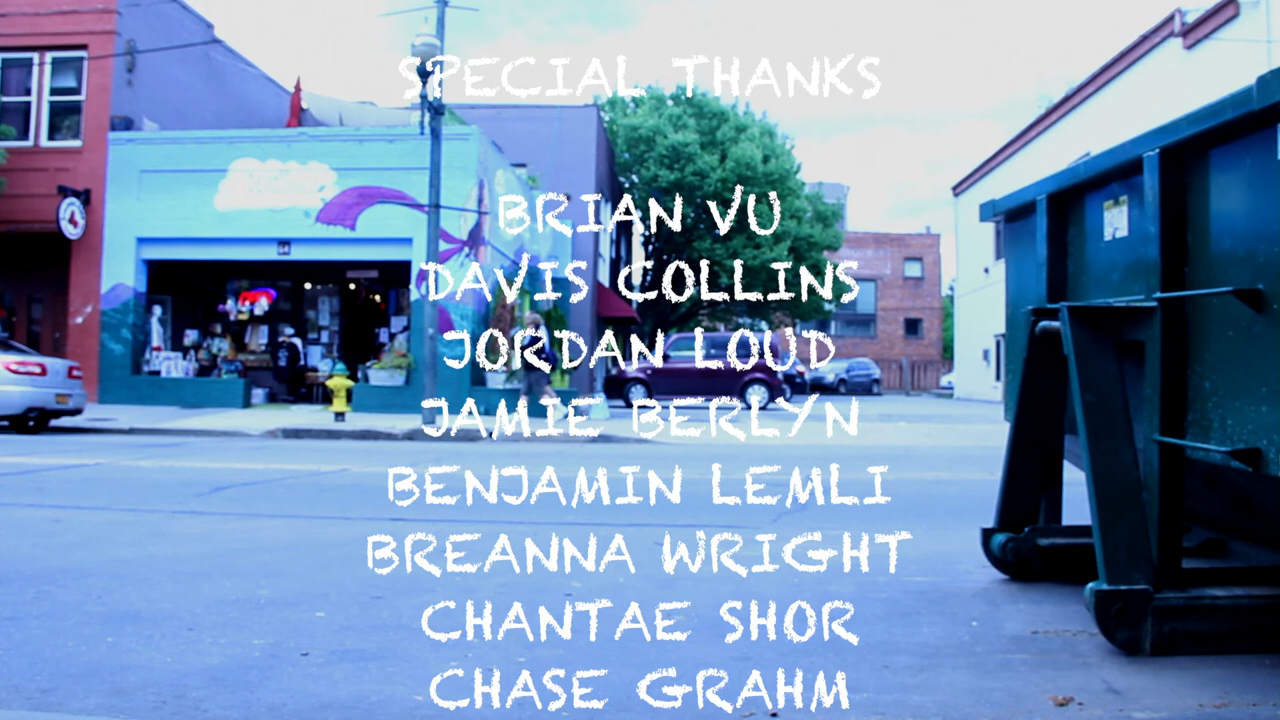 SPECIAL THANKS
BRIAN VU
DAVIS COLLINS
JORDAN LOUD
JAMIE BERLYN
BENJAMIN LEMLI
BREANNA WRIGHT
CHANTAE SHOR
CHASE GRAHM